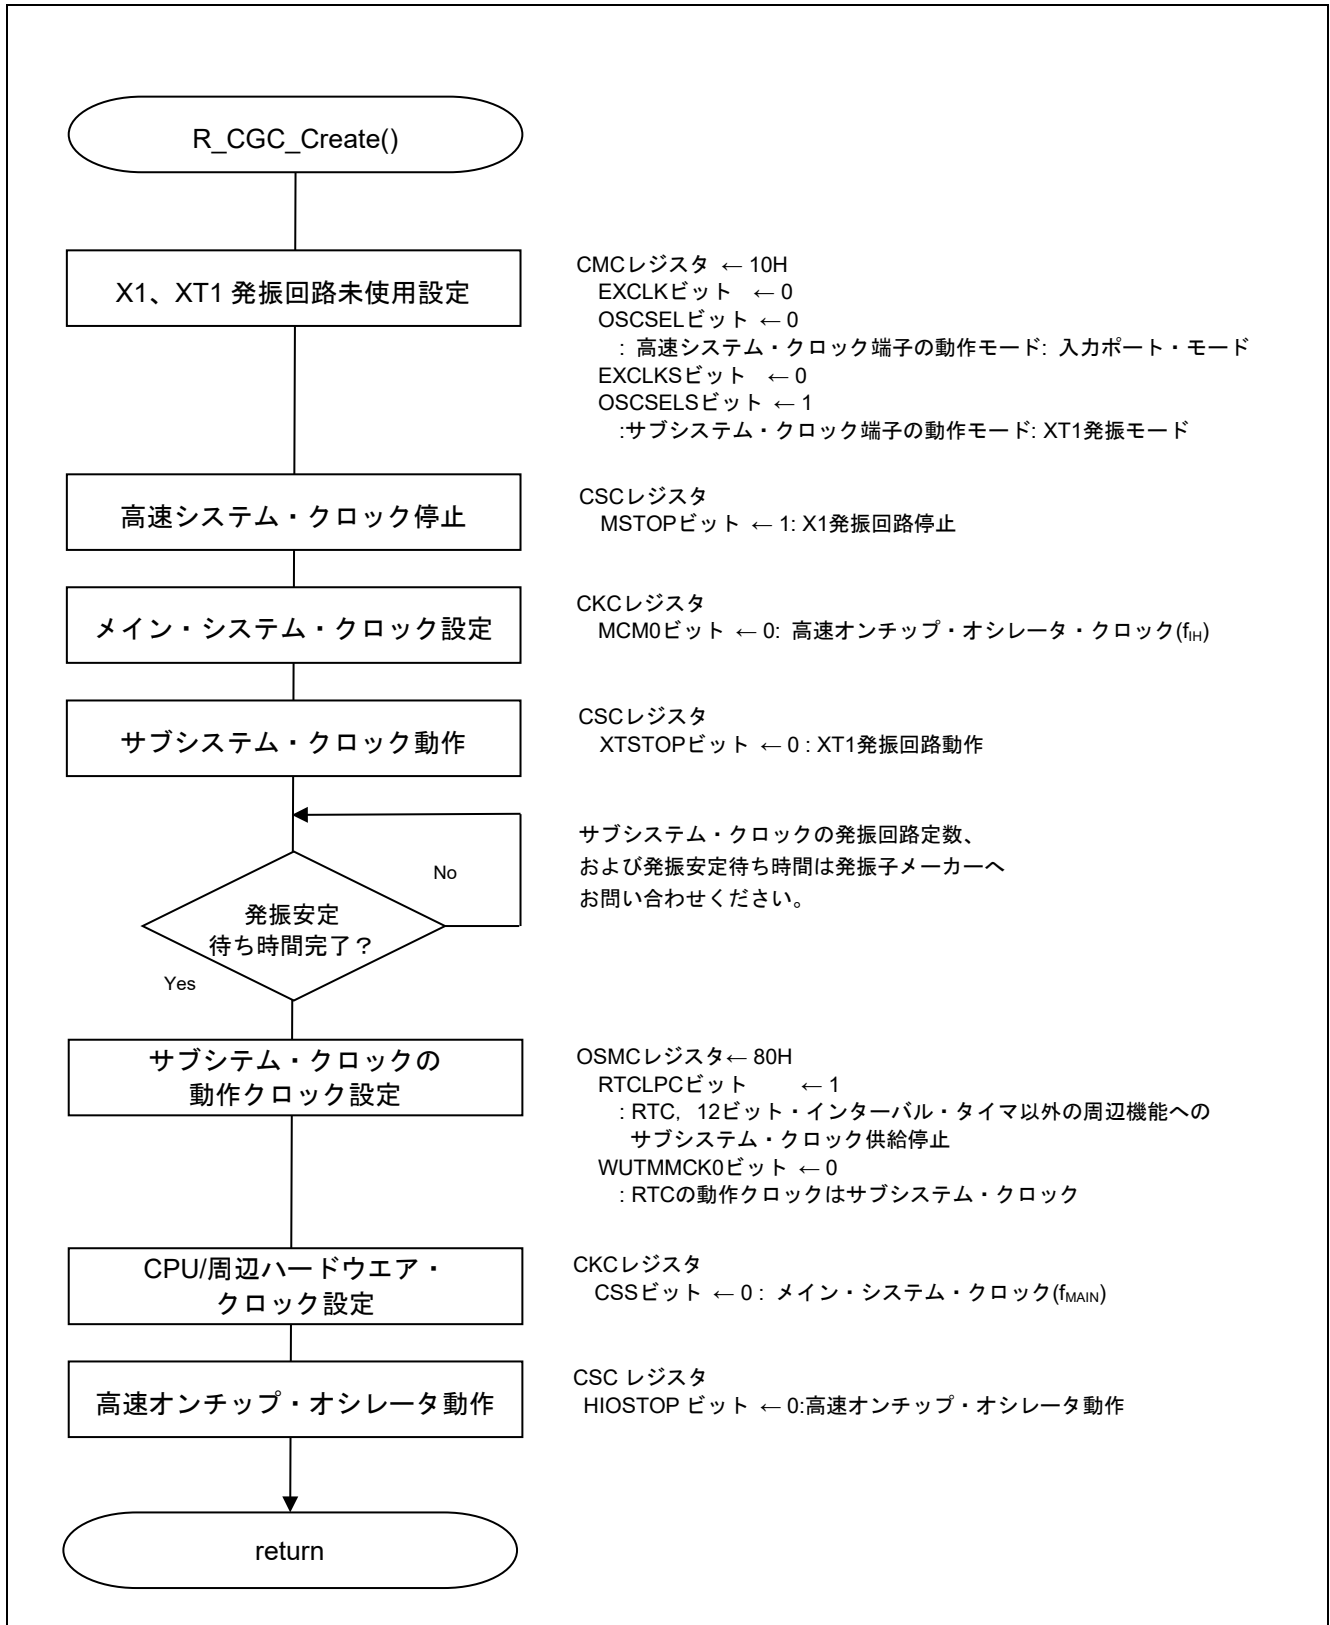 R_CGC_Create()
X1、XT1 発振回路未使用設定
CMCレジスタ ← 10H
EXCLKビット ← 0
OSCSELビット ← 0
: 高速システム・クロック端子の動作モード: 入力ポート・モード
EXCLKSビット ← 0
OSCSELSビット ← 1
:サブシステム・クロック端子の動作モード: XT1発振モード
高速システム・クロック停止
CSCレジスタ
MSTOPビット ← 1: X1発振回路停止
メイン・システム・クロック設定
CKCレジスタ
MCM0ビット ← 0: 高速オンチップ・オシレータ・クロック(fIH)
サブシステム・クロック動作
CSCレジスタ
XTSTOPビット ← 0 : XT1発振回路動作
サブシステム・クロックの発振回路定数、
および発振安定待ち時間は発振子メーカーへ
お問い合わせください。
No
発振安定
待ち時間完了？
Yes
サブシテム・クロックの
動作クロック設定
OSMCレジスタ← 80H
RTCLPCビット ← 1
: RTC，12ビット・インターバル・タイマ以外の周辺機能への
サブシステム・クロック供給停止
WUTMMCK0ビット ← 0
: RTCの動作クロックはサブシステム・クロック
CPU/周辺ハードウエア・
クロック設定
CKCレジスタ
CSSビット ← 0 : メイン・システム・クロック(fMAIN)
高速オンチップ・オシレータ動作
CSC レジスタ
HIOSTOP ビット ← 0:高速オンチップ・オシレータ動作
return